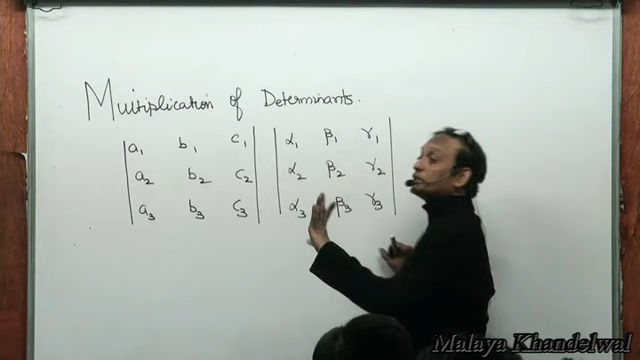 Multiplication of Determinants.
| a₁ b₁ c₁ | | α₁ β₁ γ₁ |
| a₂ b₂ c₂ | | α₂ β₂ γ₂ |
| a₃ b₃ c₃ | | α₃ β₃ γ₃ |
Malaya Khandelwal